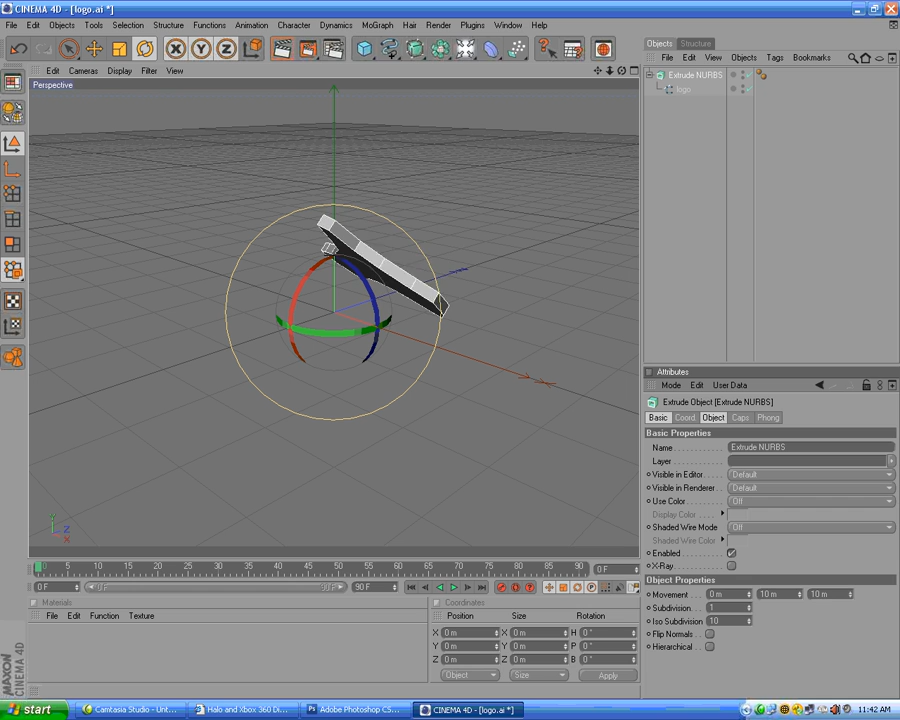 CINEMA 4D - [logo.ai *]
File Edit Objects Tools Selection Structure Functions Animation Character Dynamics MoGraph Hair Render Plugins Window Help
X Y Z
Objects Structure
File Edit View Objects Tags Bookmarks
Edit Cameras Display Filter View
Perspective
Extrude NURBS
logo
Y
Z
X
Attributes
Mode Edit User Data
Extrude Object [Extrude NURBS]
Basic Coord. Object Caps Phong
Basic Properties
Name Extrude NURBS
Layer
Visible in Editor Default
Visible in Renderer Default
Use Color Off
Display Color
Shaded Wire Mode Off
Shaded Wire Color
Enabled
X-Ray
Object Properties
Movement 0 m 10 m 10 m
Subdivision 1
Iso Subdivision 10
Flip Normals
Hierarchical
0 5 10 15 20 25 30 35 40 45 50 55 60 65 70 75 80 85 90 0 F
0 F 0 F 90 F 90 F
Materials
File Edit Function Texture
Coordinates
Position Size Rotation
X 0 m X 0 m H 0 °
Y 0 m Y 0 m P 0 °
Z 0 m Z 0 m B 0 °
Object Size Apply
MAXON
CINEMA 4D
start Camtasia Studio - Unt... Halo and Xbox 360 Di... Adobe Photoshop CS... CINEMA 4D - [logo.ai *] 11:42 AM